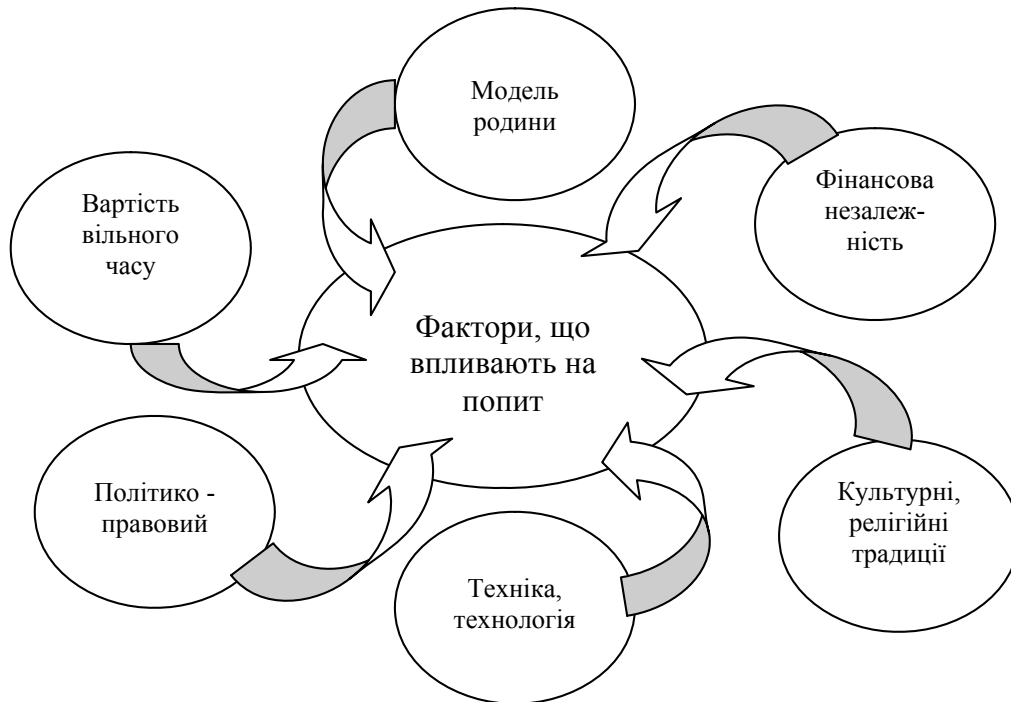 Модель
родини
Вартість
вільного
часу
Фінансова
незалеж-
ність
Фактори, що
впливають на
попит
Політико -
правовий
Культурні,
релігійні
традиції
Техніка,
технологія